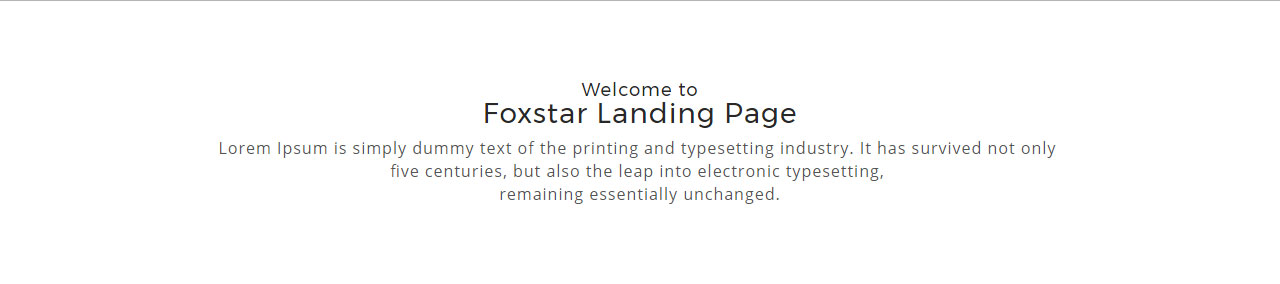 Welcome to
Foxstar Landing Page
Lorem Ipsum is simply dummy text of the printing and typesetting industry. It has survived not only
five centuries, but also the leap into electronic typesetting,
remaining essentially unchanged.